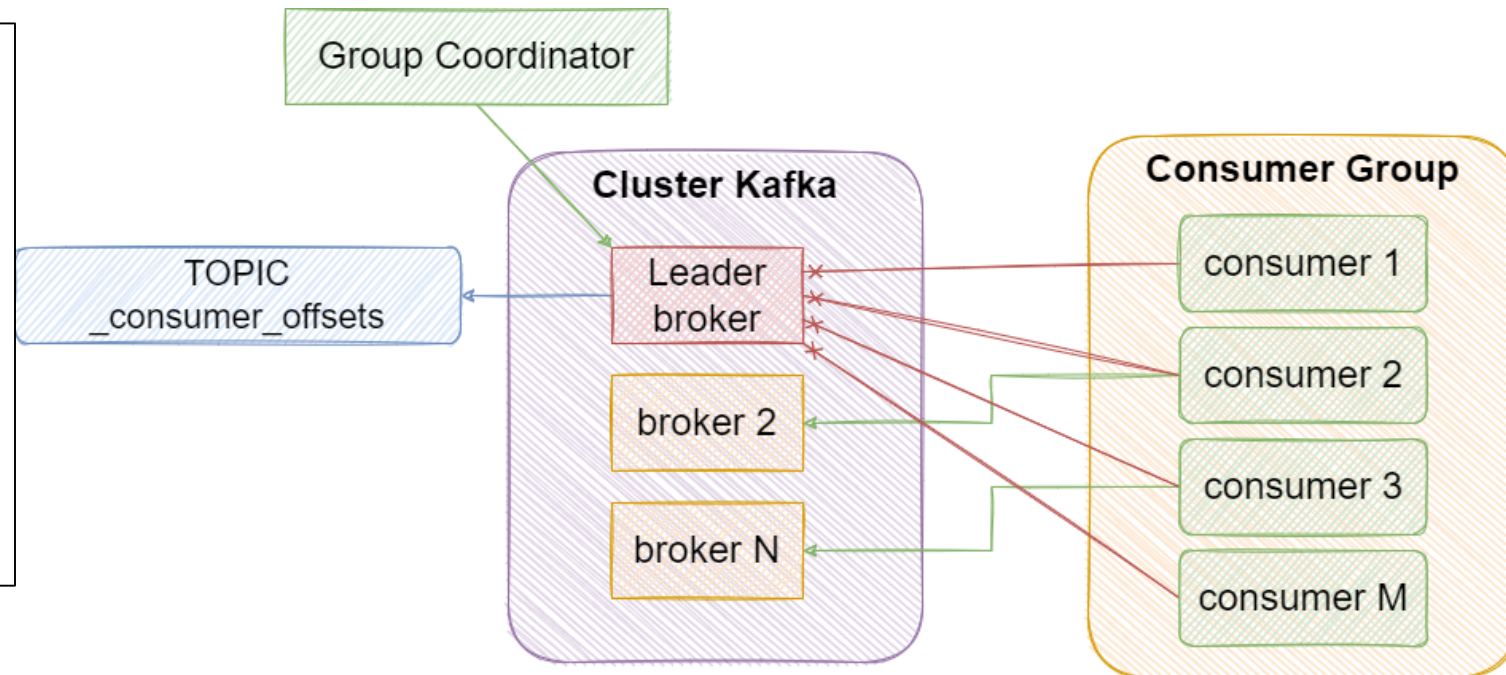 Group Coordinator
Cluster Kafka
Consumer Group
TOPIC
_consumer_offsets
Leader
broker
broker 2
broker N
consumer 1
consumer 2
consumer 3
consumer M